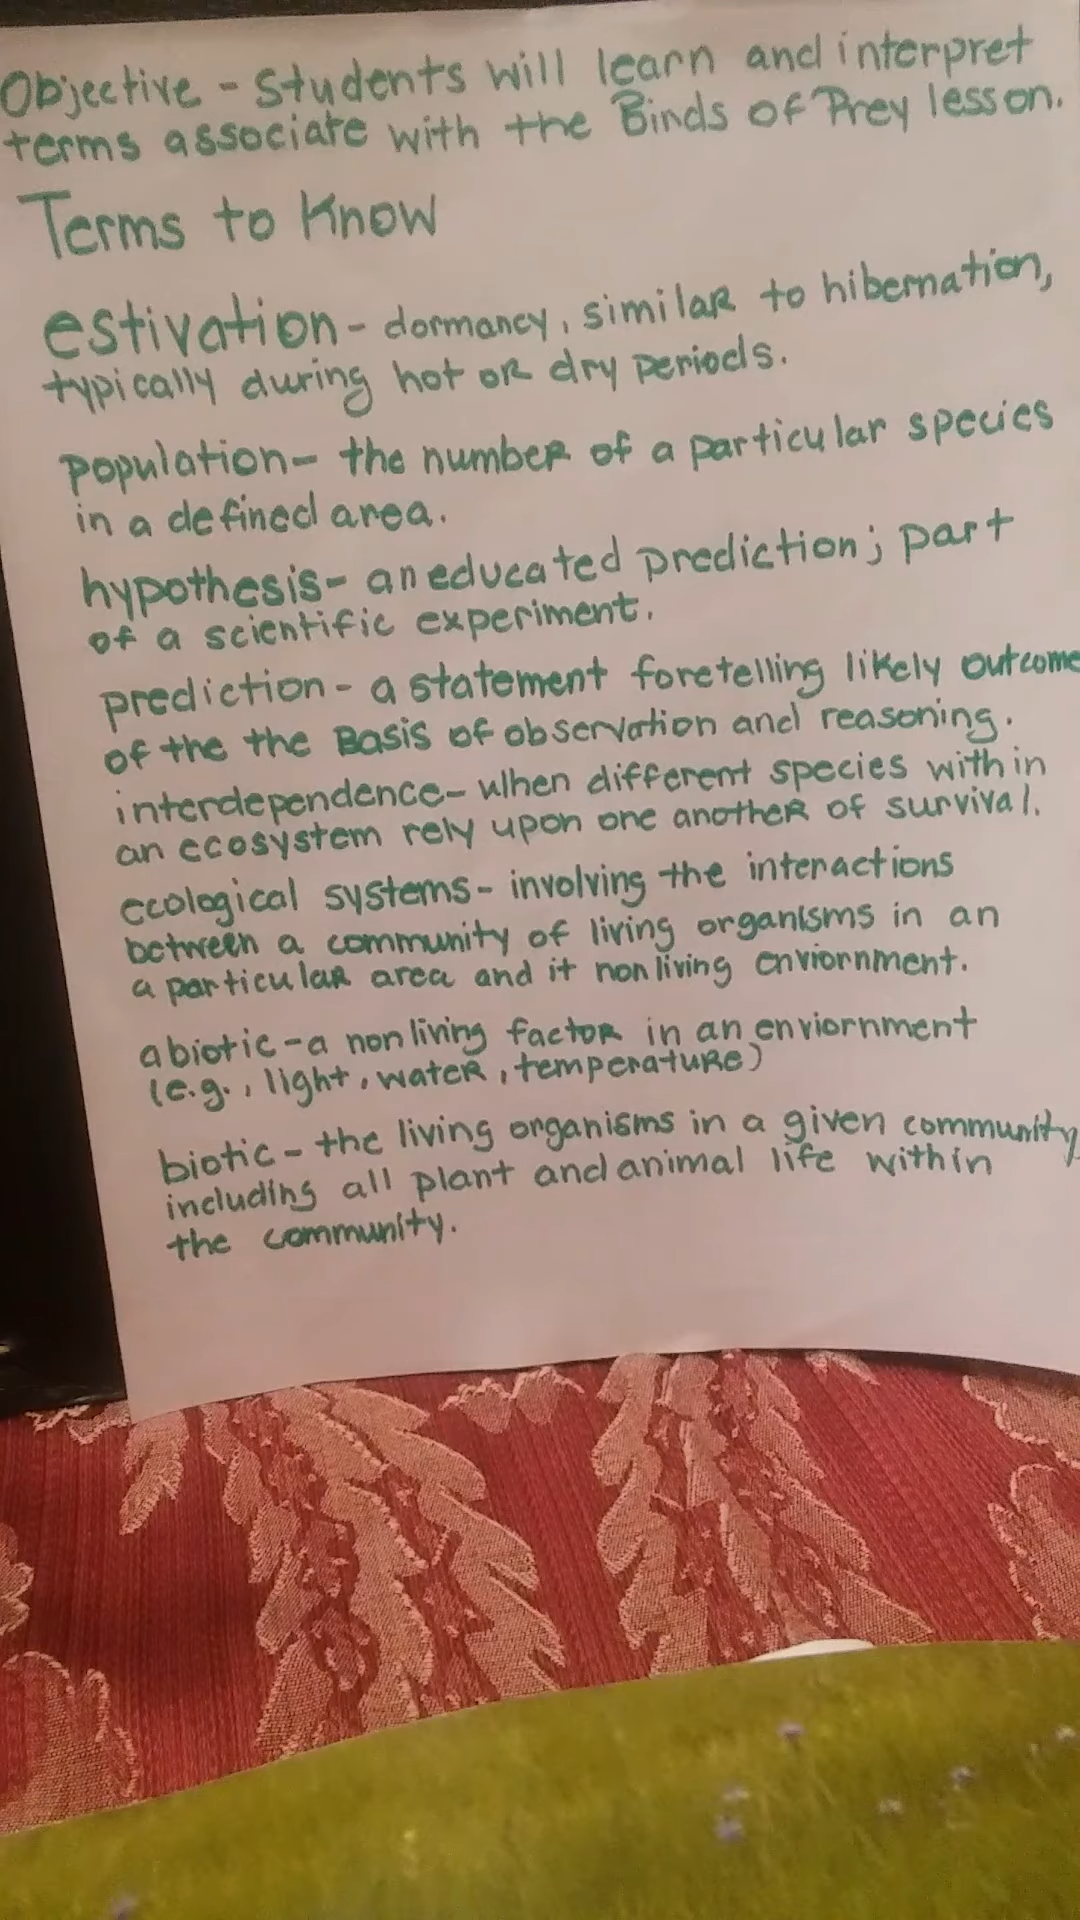 Objective - Students will learn and interpret
terms associate with the Binds of Prey lesson.
Terms to Know
estivation - dormancy, similar to hibernation,
typically during hot or dry periods.
population - the number of a particular species
in a defined area.
hypothesis - an educated prediction; part
of a scientific experiment.
prediction - a statement foretelling likely outcome
of the the Basis of observation and reasoning.
interdependence - When different species within
an ecosystem rely upon one another of survival.
ecological systems - involving the interactions
between a community of living organisms in an
a particular area and it nonliving enviornment.
abiotic - a nonliving factor in an enviornment
(e.g., light, water, temperature)
biotic - the living organisms in a given community,
including all plant and animal life within
the community.